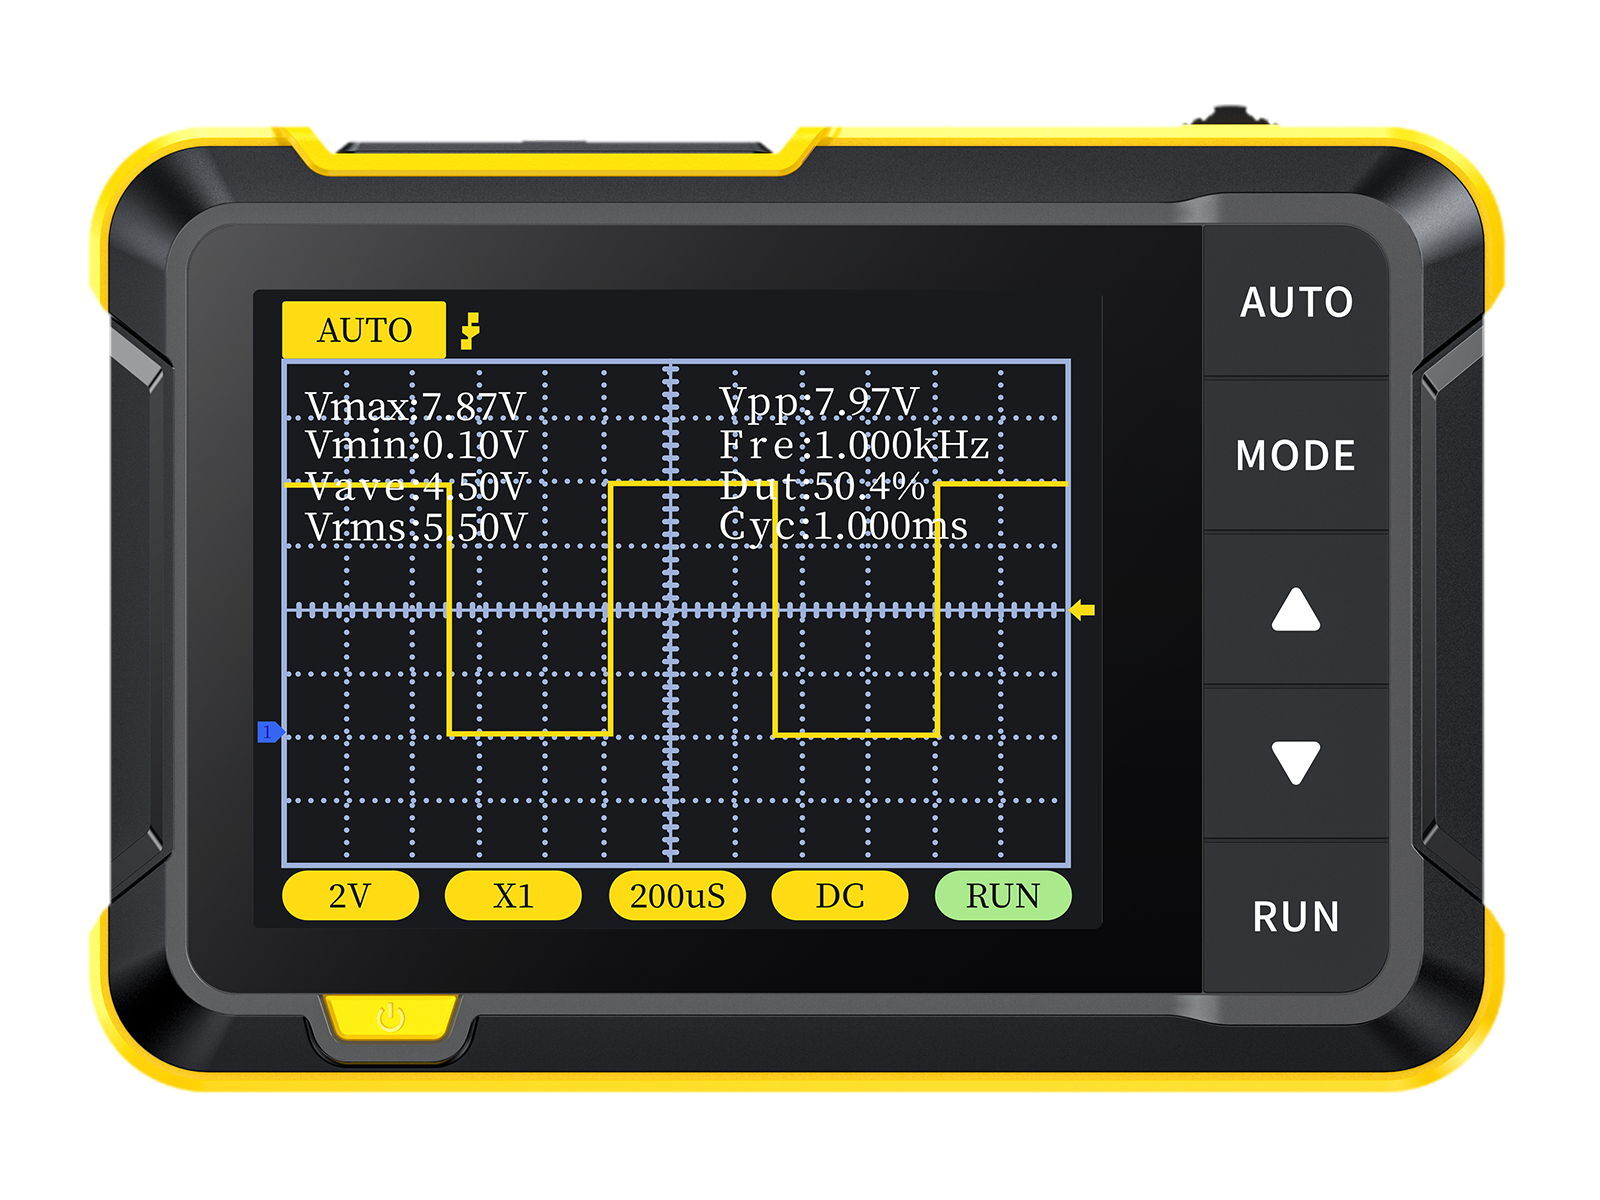 AUTO
Vmax:7.87V
Vmin:0.10V
Vave:4.50V
Vrms:5.50V
Vpp:7.97V
Fre:1.000kHz
Dut:50.4%
Cyc:1.000ms
1
2V
X1
200uS
DC
RUN
AUTO
MODE
RUN